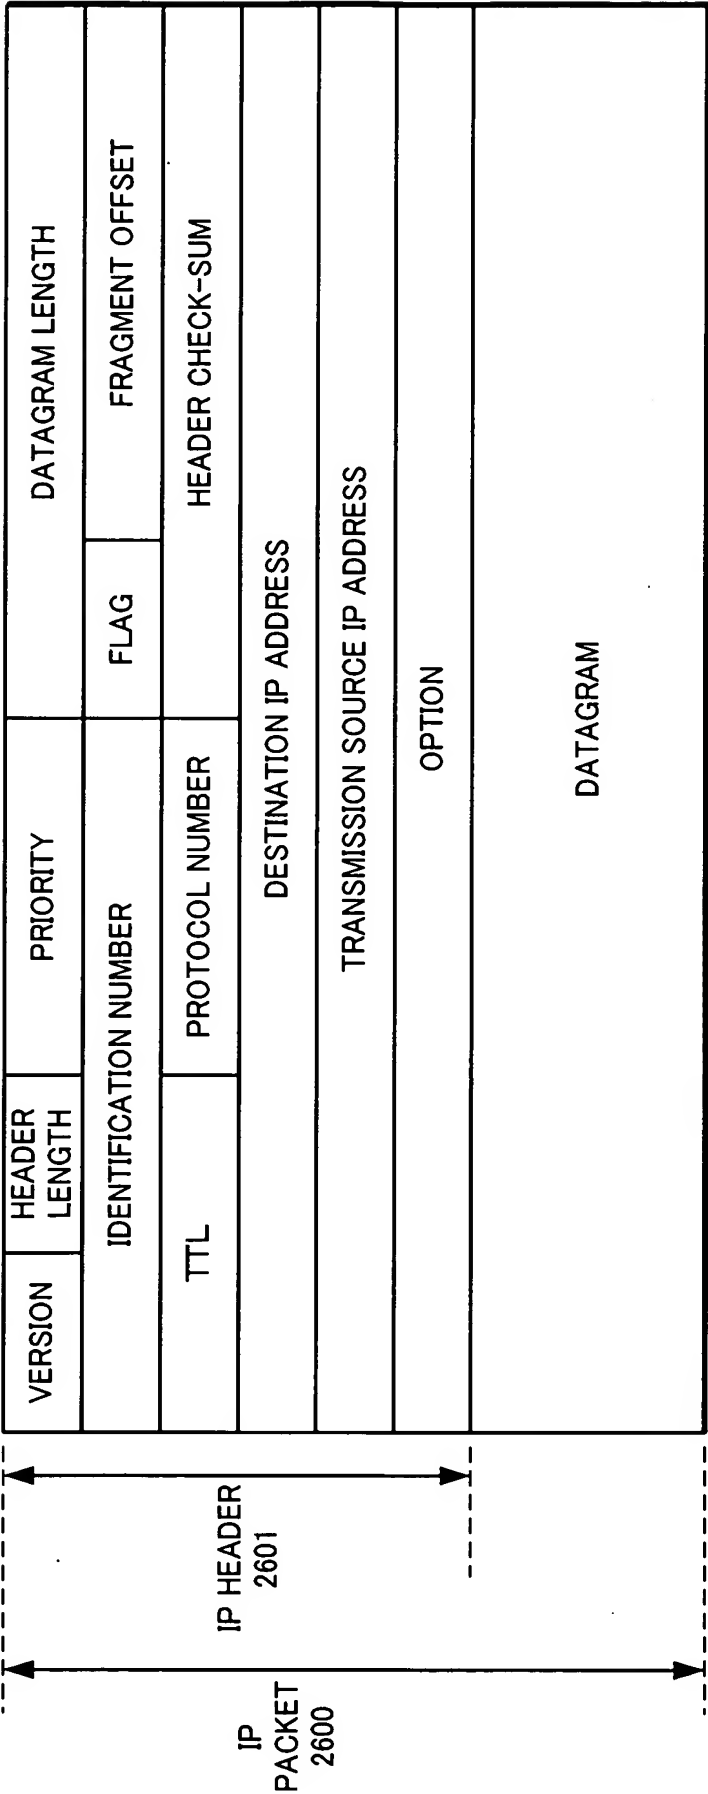 VERSION
HEADER
LENGTH
PRIORITY
DATAGRAM LENGTH
IDENTIFICATION NUMBER
FLAG
FRAGMENT OFFSET
TTL
PROTOCOL NUMBER
HEADER CHECK-SUM
DESTINATION IP ADDRESS
TRANSMISSION SOURCE IP ADDRESS
OPTION
DATAGRAM
IP HEADER
2601
IP
PACKET
2600